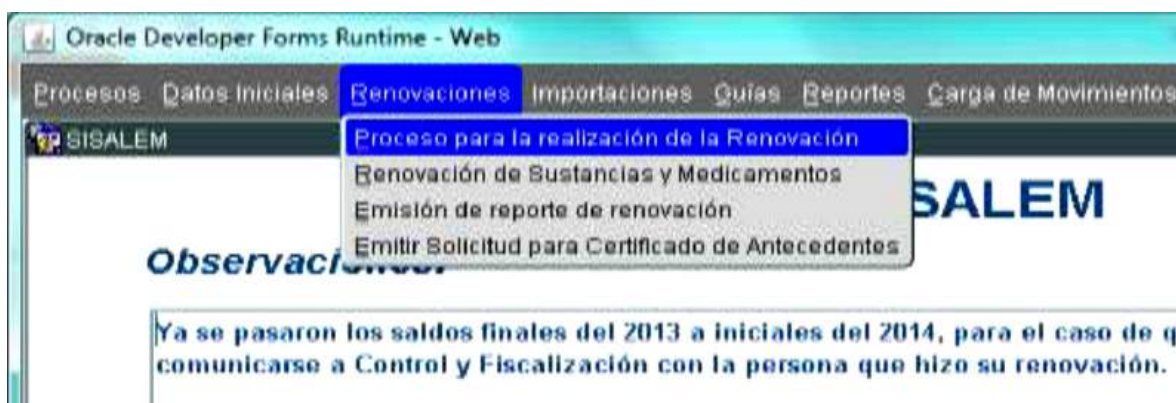 Oracle Developer Forms Runtime - Web
Procesos Datos Iniciales Renovaciones Importaciones Guías Reportes Carga de Movimientos
SISALEM
Proceso para la realización de la Renovación
Renovación de Sustancias y Medicamentos
Emisión de reporte de renovación
Emitir Solicitud para Certificado de Antecedentes
SALEM
Ya se pasaron los saldos finales del 2013 a iniciales del 2014, para el caso de q
comunicarse a Control y Fiscalización con la persona que hizo su renovación.